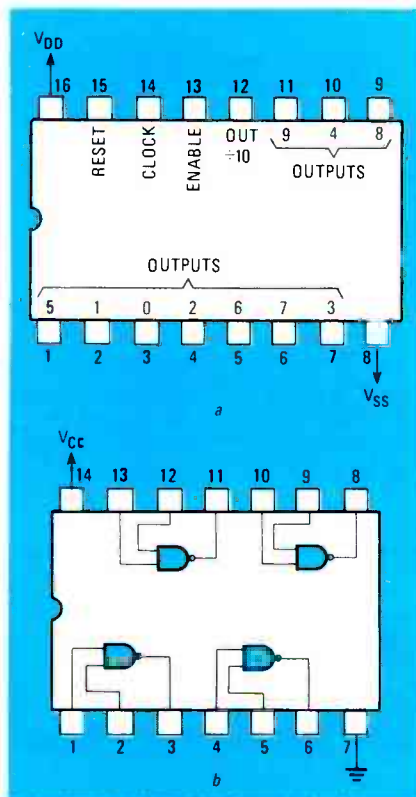 VDD
16 15 14 13 12 11 10 9
RESET CLOCK ENABLE OUT 9 4 8
÷10 OUTPUTS
OUTPUTS
5 1 0 2 6 7 3
1 2 3 4 5 6 7 8
VSS
a
VCC
14 13 12 11 10 9 8
1 2 3 4 5 6 7
b